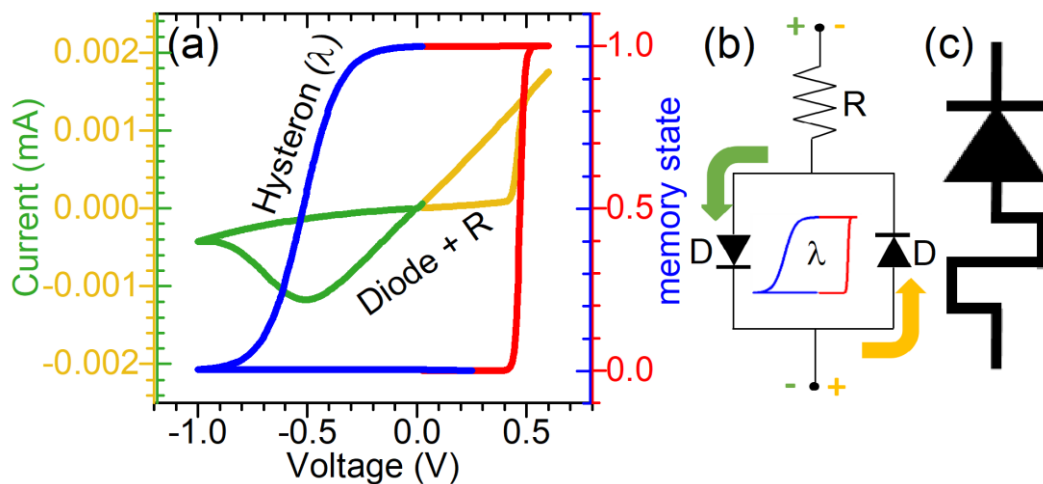 (a)
(b)
(c)
Current (mA)
0.002
0.001
0.000
-0.001
-0.002
Hysteron (λ)
Diode + R
1.0
0.5
0.0
memory state
-1.0 -0.5 0.0 0.5
Voltage (V)
+ -
R
D λ D
- +